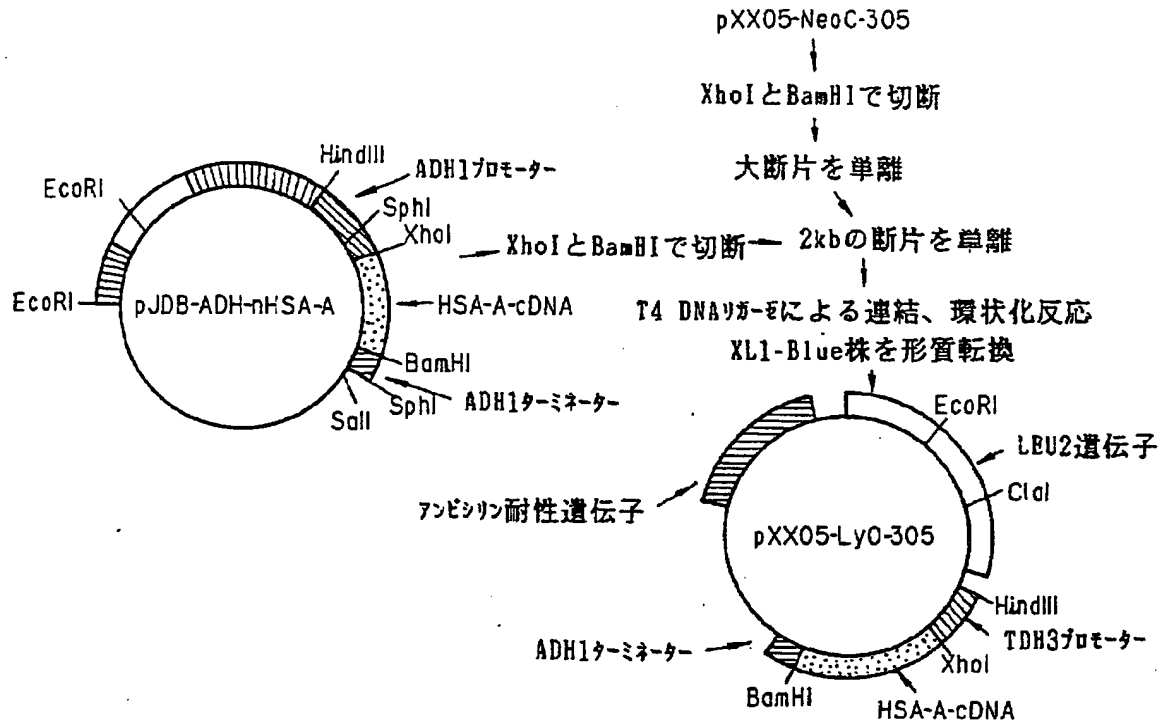 pXX05-NeoC-305
XhoIとBamHIで切断
大断片を単離
XhoIとBamHIで切断
2kbの断片を単離
T4 DNAリガーゼによる連結、環状化反応
XL1-Blue株を形質転換
EcoRI
HindIII
ADH1プロモーター
SphI
XhoI
EcoRI
pJDB-ADH-nHSA-A
HSA-A-cDNA
BamHI
SphI
ADH1ターミネーター
SalI
EcoRI
LEU2遺伝子
ClaI
アンピシリン耐性遺伝子
pXX05-LyO-305
HindIII
TDH3プロモーター
XhoI
ADH1ターミネーター
BamHI
HSA-A-cDNA